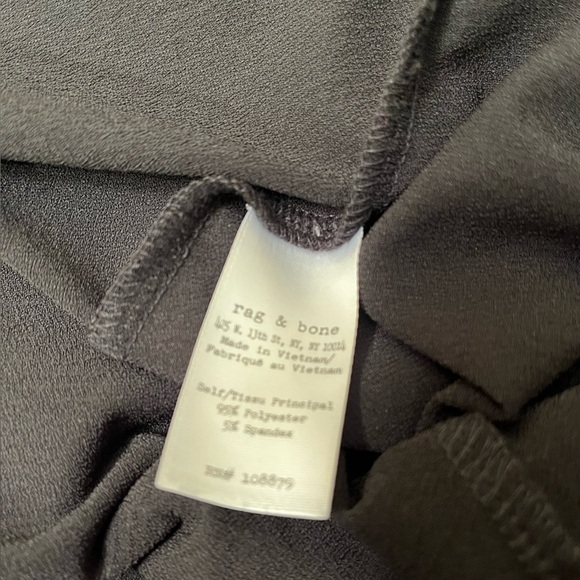 rag & bone
425 W. 13th St, NY, NY 10014
Made in Vietnam/
Fabriqué au Vietnam
Self/Tissu Principal
95% Polyester
5% Spandex
RN# 108879